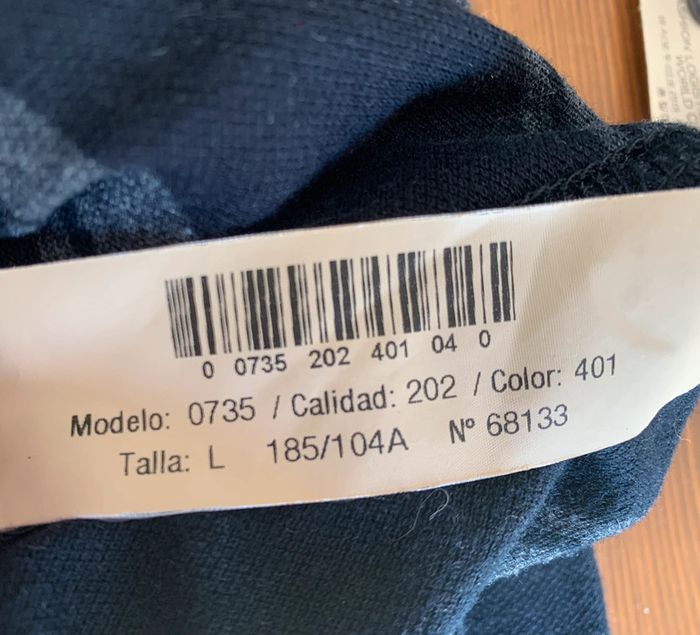 0 0735 202 401 04 0
Modelo: 0735 / Calidad: 202 / Color: 401
Talla: L 185/104A Nº 68133